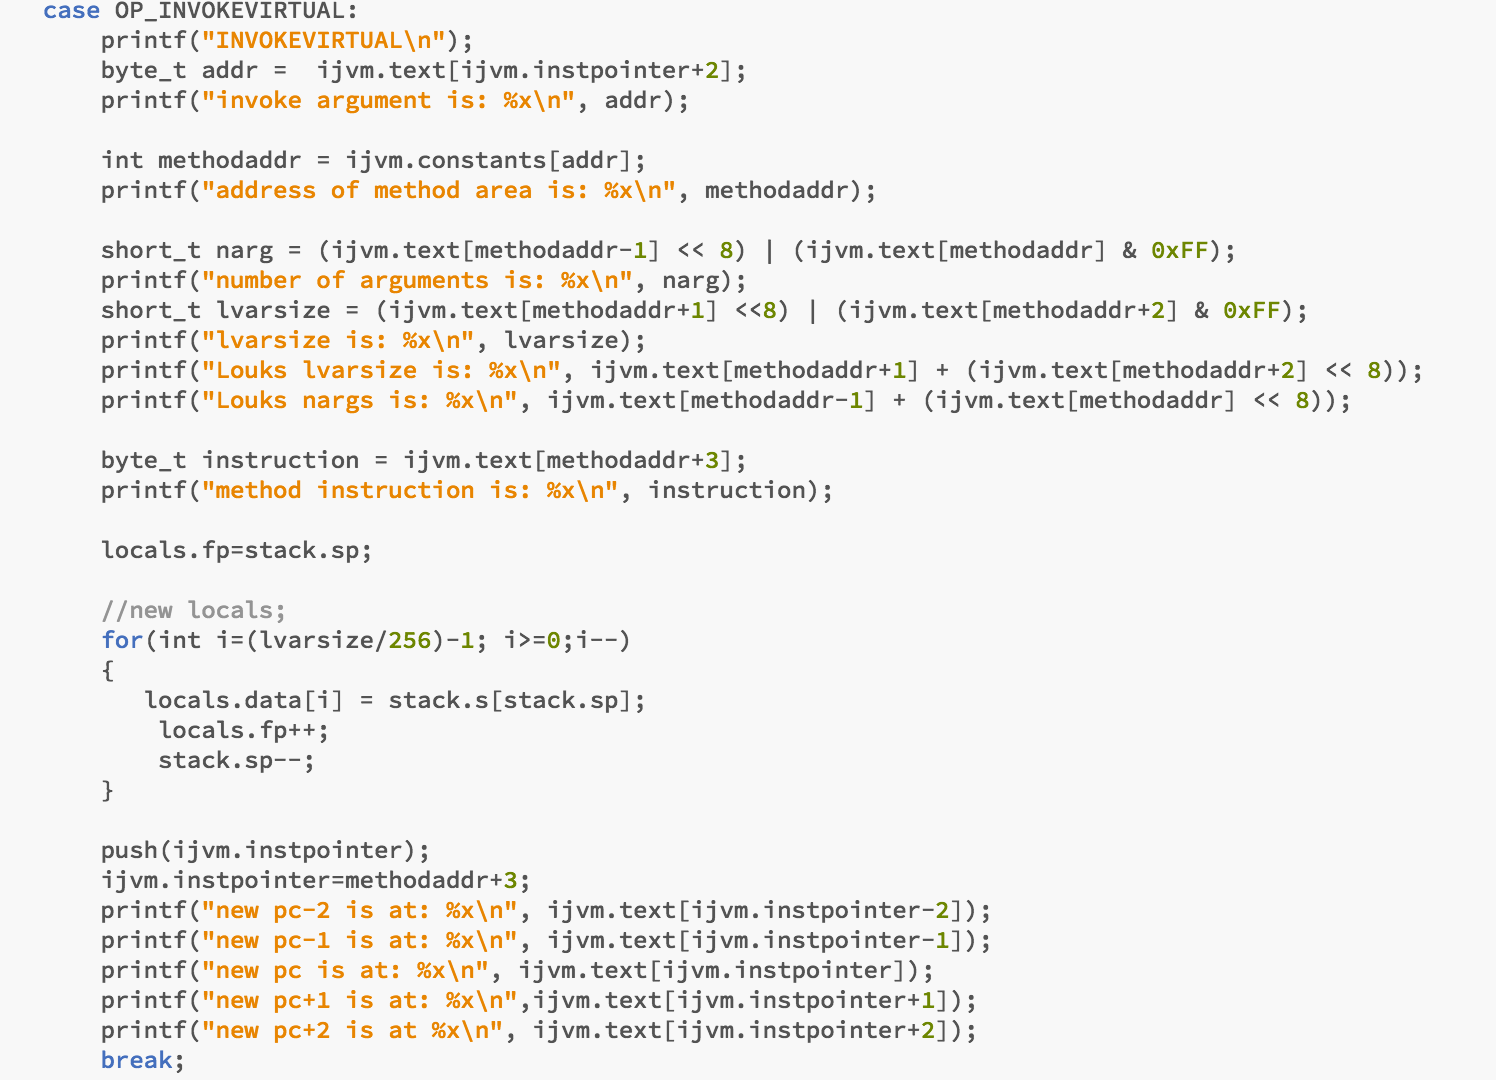 case OP_INVOKEVIRTUAL:
    printf("INVOKEVIRTUAL\n");
    byte_t addr =  ijvm.text[ijvm.instpointer+2];
    printf("invoke argument is: %x\n", addr);

    int methodaddr = ijvm.constants[addr];
    printf("address of method area is: %x\n", methodaddr);

    short_t narg = (ijvm.text[methodaddr-1] << 8) | (ijvm.text[methodaddr] & 0xFF);
    printf("number of arguments is: %x\n", narg);
    short_t lvarsize = (ijvm.text[methodaddr+1] <<8) | (ijvm.text[methodaddr+2] & 0xFF);
    printf("lvarsize is: %x\n", lvarsize);
    printf("Louks lvarsize is: %x\n", ijvm.text[methodaddr+1] + (ijvm.text[methodaddr+2] << 8));
    printf("Louks nargs is: %x\n", ijvm.text[methodaddr-1] + (ijvm.text[methodaddr] << 8));

    byte_t instruction = ijvm.text[methodaddr+3];
    printf("method instruction is: %x\n", instruction);

    locals.fp=stack.sp;

    //new locals;
    for(int i=(lvarsize/256)-1; i>=0;i--)
    {
       locals.data[i] = stack.s[stack.sp];
        locals.fp++;
        stack.sp--;
    }

    push(ijvm.instpointer);
    ijvm.instpointer=methodaddr+3;
    printf("new pc-2 is at: %x\n", ijvm.text[ijvm.instpointer-2]);
    printf("new pc-1 is at: %x\n", ijvm.text[ijvm.instpointer-1]);
    printf("new pc is at: %x\n", ijvm.text[ijvm.instpointer]);
    printf("new pc+1 is at: %x\n",ijvm.text[ijvm.instpointer+1]);
    printf("new pc+2 is at %x\n", ijvm.text[ijvm.instpointer+2]);
    break;